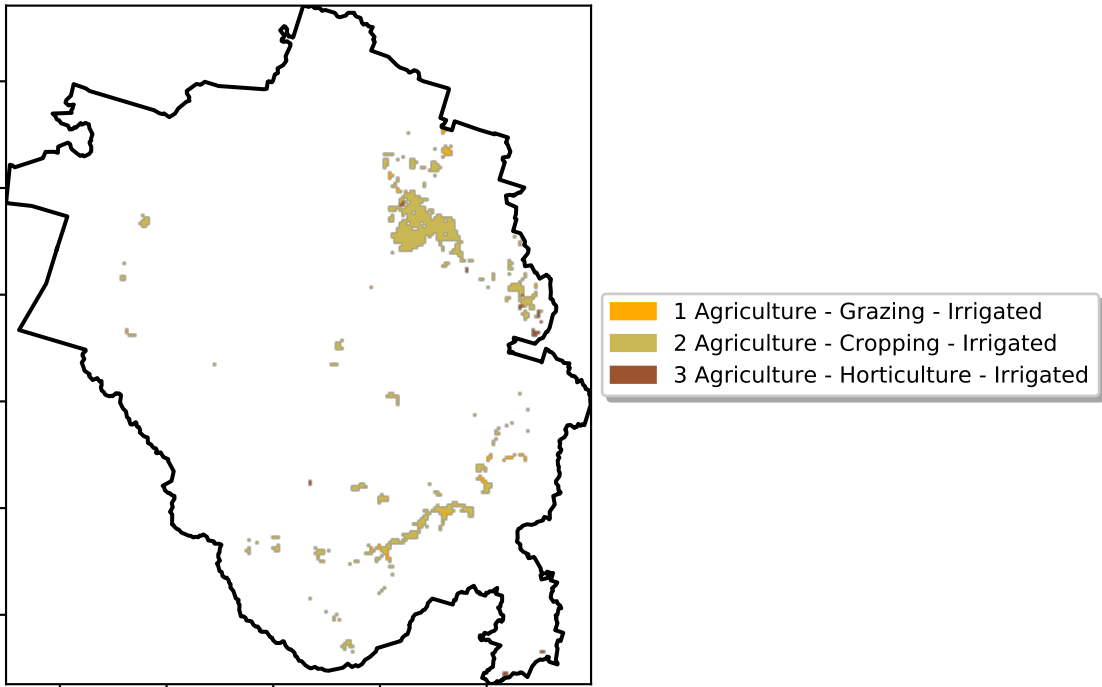 1 Agriculture - Grazing - Irrigated
2 Agriculture - Cropping - Irrigated
3 Agriculture - Horticulture - Irrigated